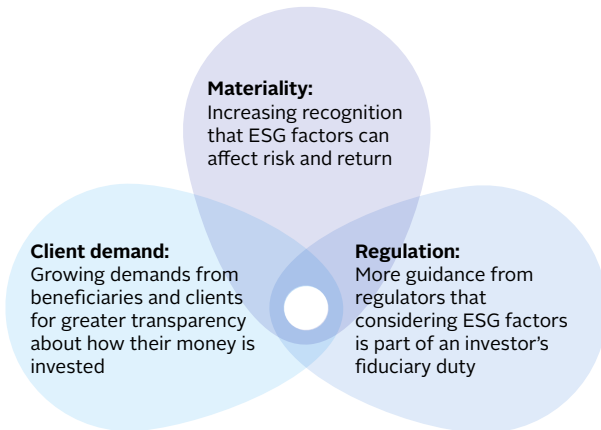 Materiality:
Increasing recognition
that ESG factors can
affect risk and return
Client demand:
Growing demands from
beneficiaries and clients
for greater transparency
about how their money is
invested
Regulation:
More guidance from
regulators that
considering ESG factors
is part of an investor’s
fiduciary duty